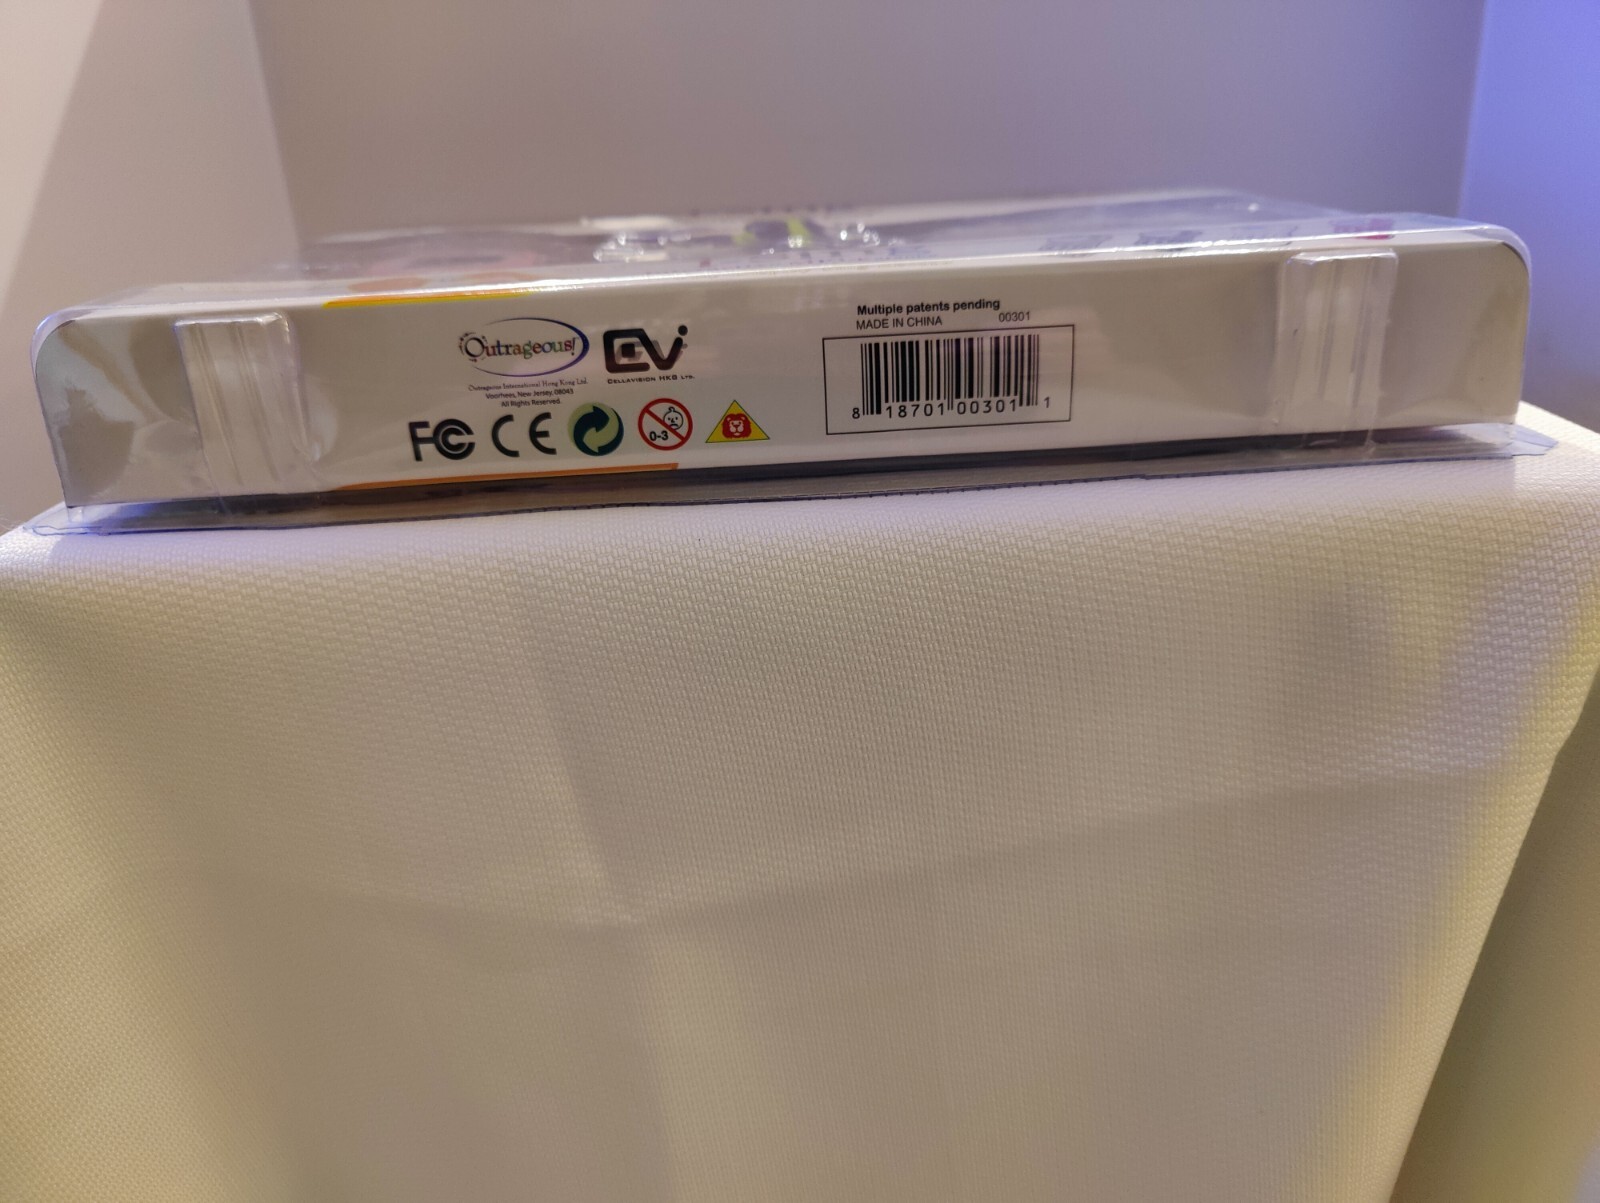 Outrageous!
Outrageous International Hong Kong Ltd.
Voorhees, New Jersey, 08043
All Rights Reserved.
CVi
CELLAVISION HKG LTD.
FC CE
0-3
Multiple patents pending
MADE IN CHINA 00301
8 18701 00301 1